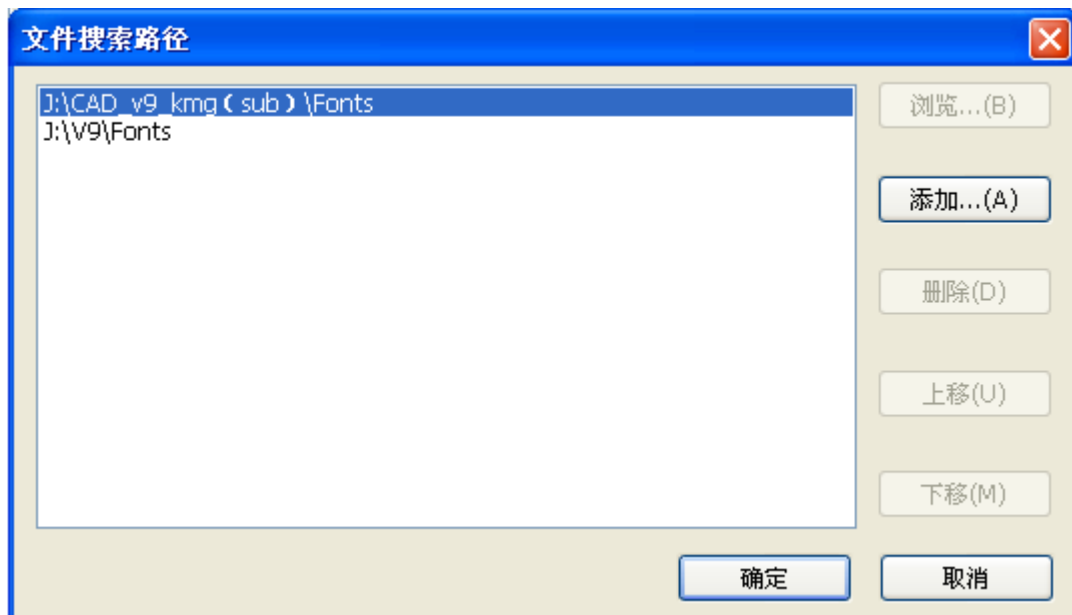 文件搜索路径
J:\CAD_v9_kmg（sub）\Fonts
J:\V9\Fonts
浏览...(B)
添加...(A)
删除(D)
上移(U)
下移(M)
确定
取消